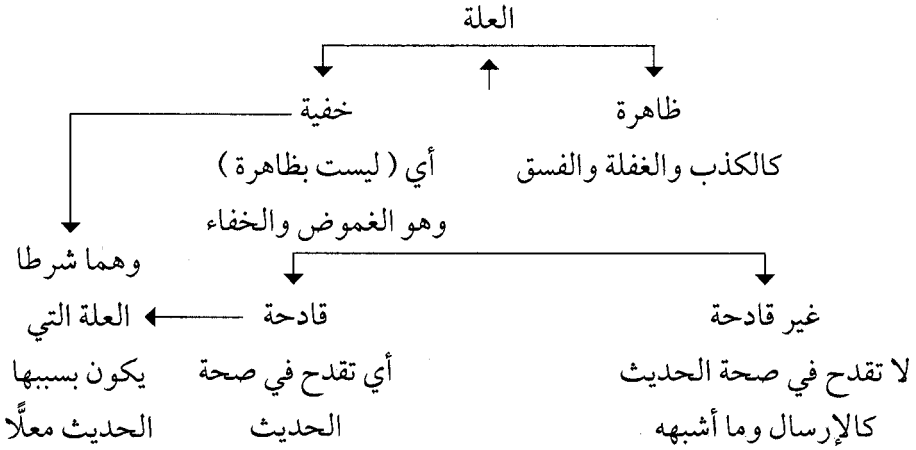 العلة
ظاهرة
كالكذب والغفلة والفسق
خفية
أي ( ليست بظاهرة )
وهو الغموض والخفاء
غير قادحة
لا تقدح في صحة الحديث
كالإرسال وما أشبهه
قادحة
أي تقدح في صحة
الحديث
وهما شرطا
العلة التي
يكون بسببها
الحديث معلًّا